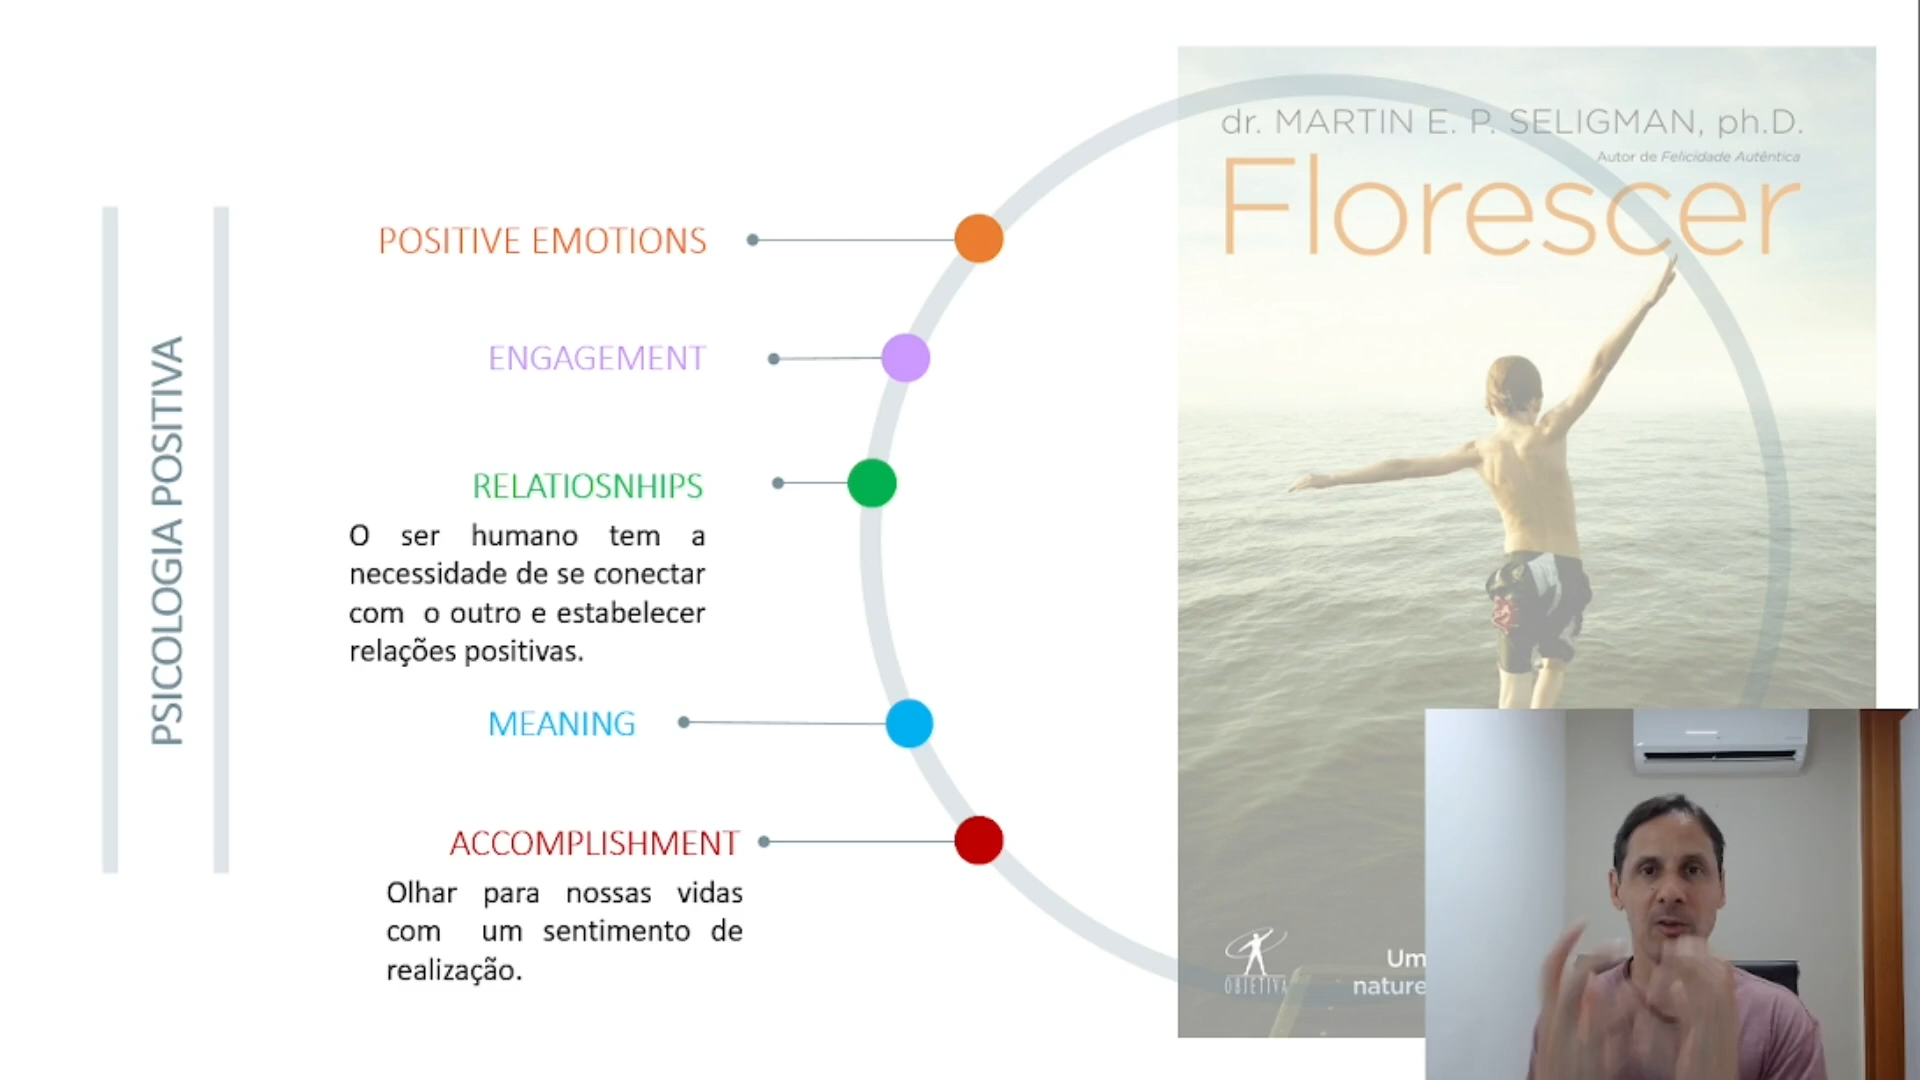 PSICOLOGIA POSITIVA
POSITIVE EMOTIONS
ENGAGEMENT
RELATIOSNHIPS
O ser humano tem a
necessidade de se conectar
com o outro e estabelecer
relações positivas.
MEANING
ACCOMPLISHMENT
Olhar para nossas vidas
com um sentimento de
realização.
dr. MARTIN E. P. SELIGMAN, ph.D.
Autor de Felicidade Autêntica
Florescer
OBJETIVA
Um
nature